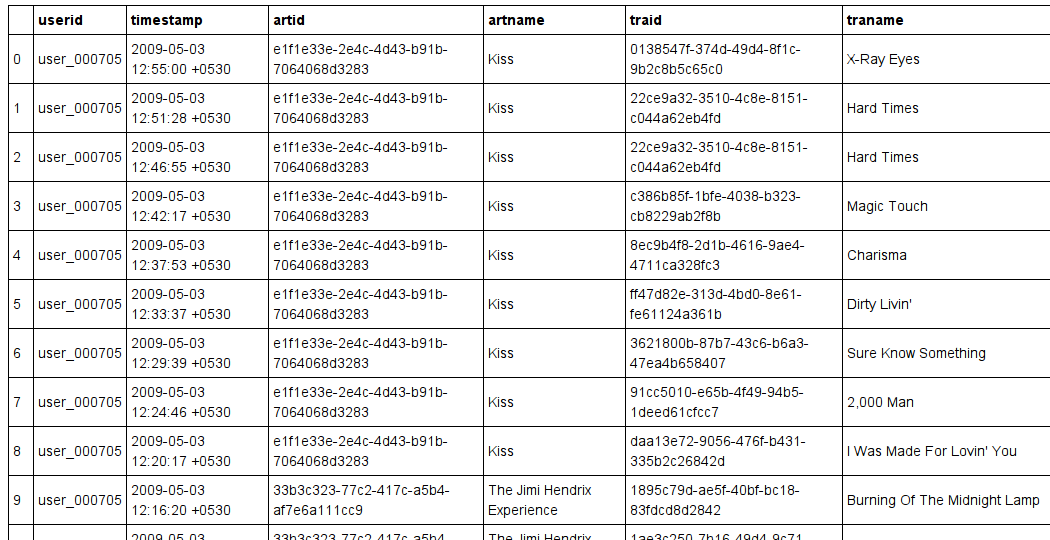 userid timestamp artid artname traid traname
0 user_000705 2009-05-03 12:55:00 +0530 e1f1e33e-2e4c-4d43-b91b-7064068d3283 Kiss 0138547f-374d-49d4-8f1c-9b2c8b5c65c0 X-Ray Eyes
1 user_000705 2009-05-03 12:51:28 +0530 e1f1e33e-2e4c-4d43-b91b-7064068d3283 Kiss 22ce9a32-3510-4c8e-8151-c044a62eb4fd Hard Times
2 user_000705 2009-05-03 12:46:55 +0530 e1f1e33e-2e4c-4d43-b91b-7064068d3283 Kiss 22ce9a32-3510-4c8e-8151-c044a62eb4fd Hard Times
3 user_000705 2009-05-03 12:42:17 +0530 e1f1e33e-2e4c-4d43-b91b-7064068d3283 Kiss c386b85f-1bfe-4038-b323-cb8229ab2f8b Magic Touch
4 user_000705 2009-05-03 12:37:53 +0530 e1f1e33e-2e4c-4d43-b91b-7064068d3283 Kiss 8ec9b4f8-2d1b-4616-9ae4-4711ca328fc3 Charisma
5 user_000705 2009-05-03 12:33:37 +0530 e1f1e33e-2e4c-4d43-b91b-7064068d3283 Kiss ff47d82e-313d-4bd0-8e61-fe61124a361b Dirty Livin'
6 user_000705 2009-05-03 12:29:39 +0530 e1f1e33e-2e4c-4d43-b91b-7064068d3283 Kiss 3621800b-87b7-43c6-b6a3-47ea4b658407 Sure Know Something
7 user_000705 2009-05-03 12:24:46 +0530 e1f1e33e-2e4c-4d43-b91b-7064068d3283 Kiss 91cc5010-e65b-4f49-94b5-1deed61cfcc7 2,000 Man
8 user_000705 2009-05-03 12:20:17 +0530 e1f1e33e-2e4c-4d43-b91b-7064068d3283 Kiss daa13e72-9056-476f-b431-335b2c26842d I Was Made For Lovin' You
9 user_000705 2009-05-03 12:16:20 +0530 33b3c323-77c2-417c-a5b4-af7e6a111cc9 The Jimi Hendrix Experience 1895c79d-ae5f-40bf-bc18-83fdcd8d2842 Burning Of The Midnight Lamp
2009-05-03 33b3c323-77c2-417c-a5b4- The Jimi Hendrix